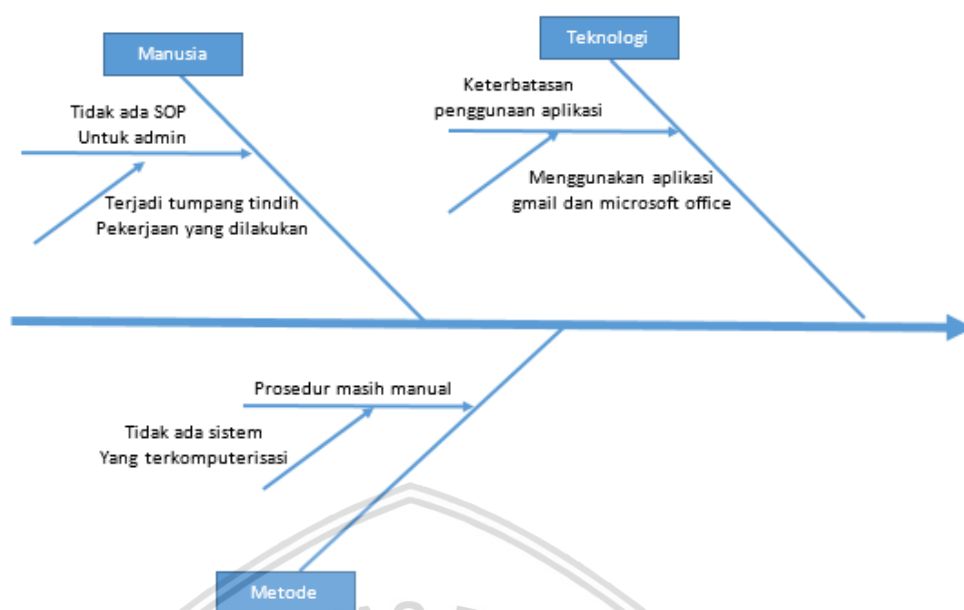 Manusia
Tidak ada SOP
Untuk admin
Terjadi tumpang tindih
Pekerjaan yang dilakukan
Teknologi
Keterbatasan
penggunaan aplikasi
Menggunakan aplikasi
gmail dan microsoft office
Prosedur masih manual
Tidak ada sistem
Yang terkomputerisasi
Metode